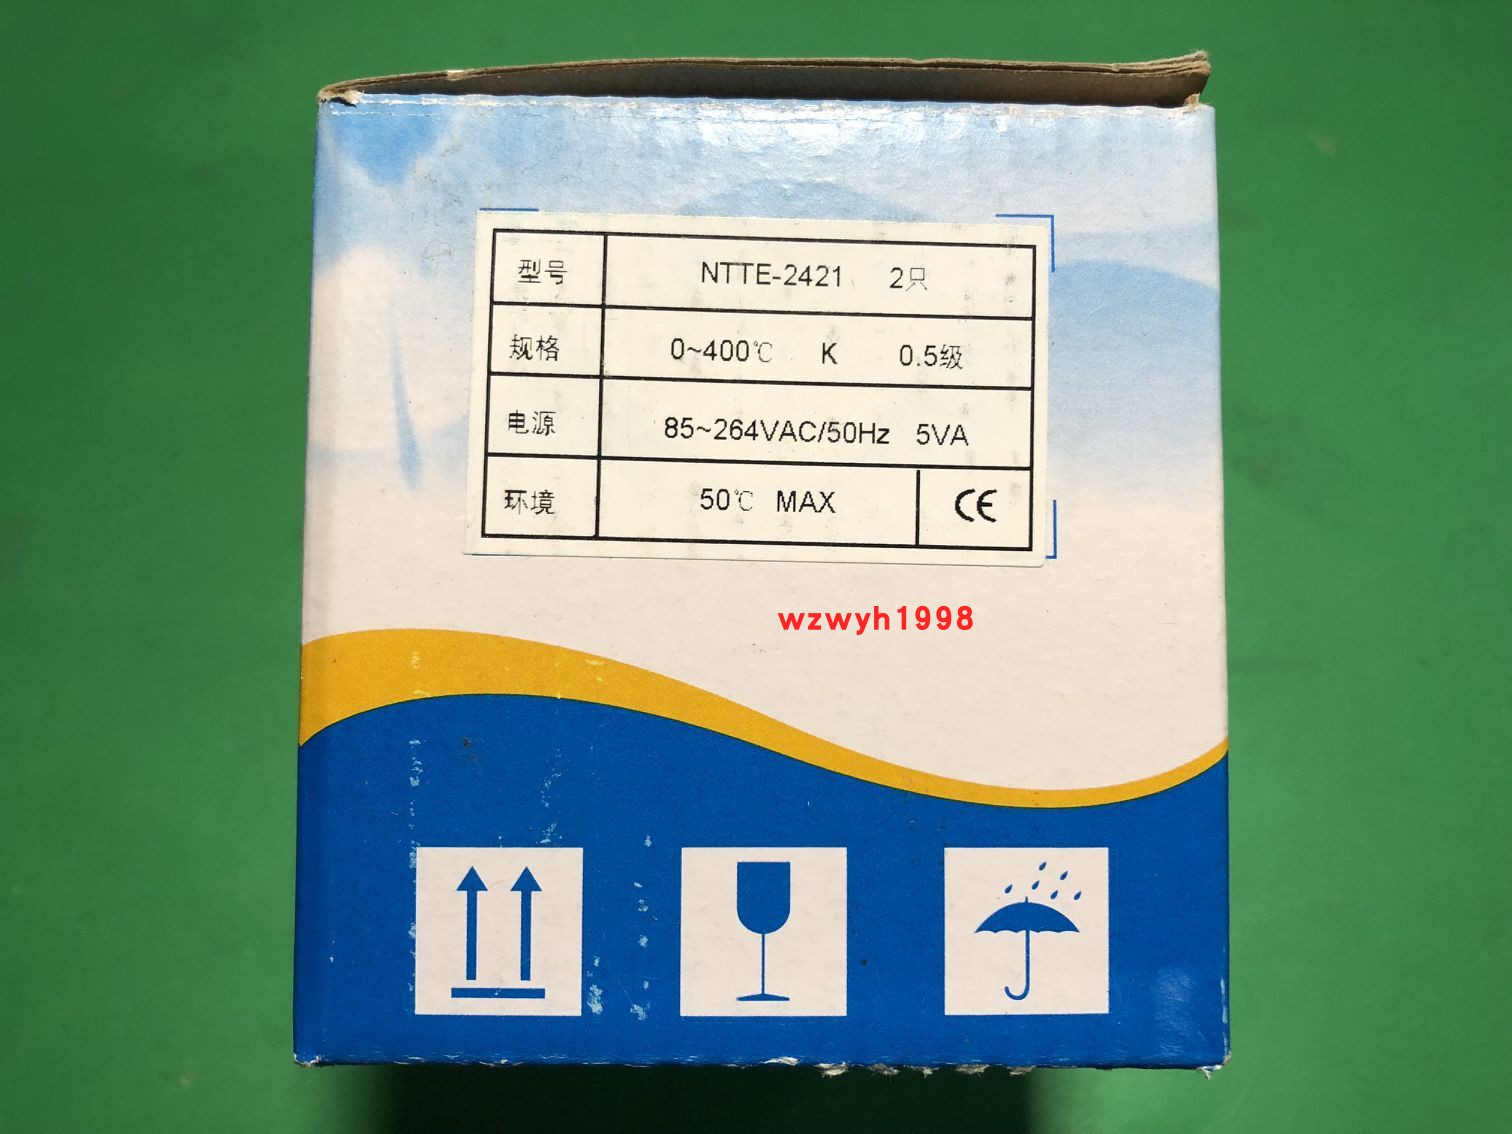 型号 NTTE-2421 2只
规格 0~400℃ K 0.5级
电源 85~264VAC/50Hz 5VA
环境 50℃ MAX CE
wzwyh1998